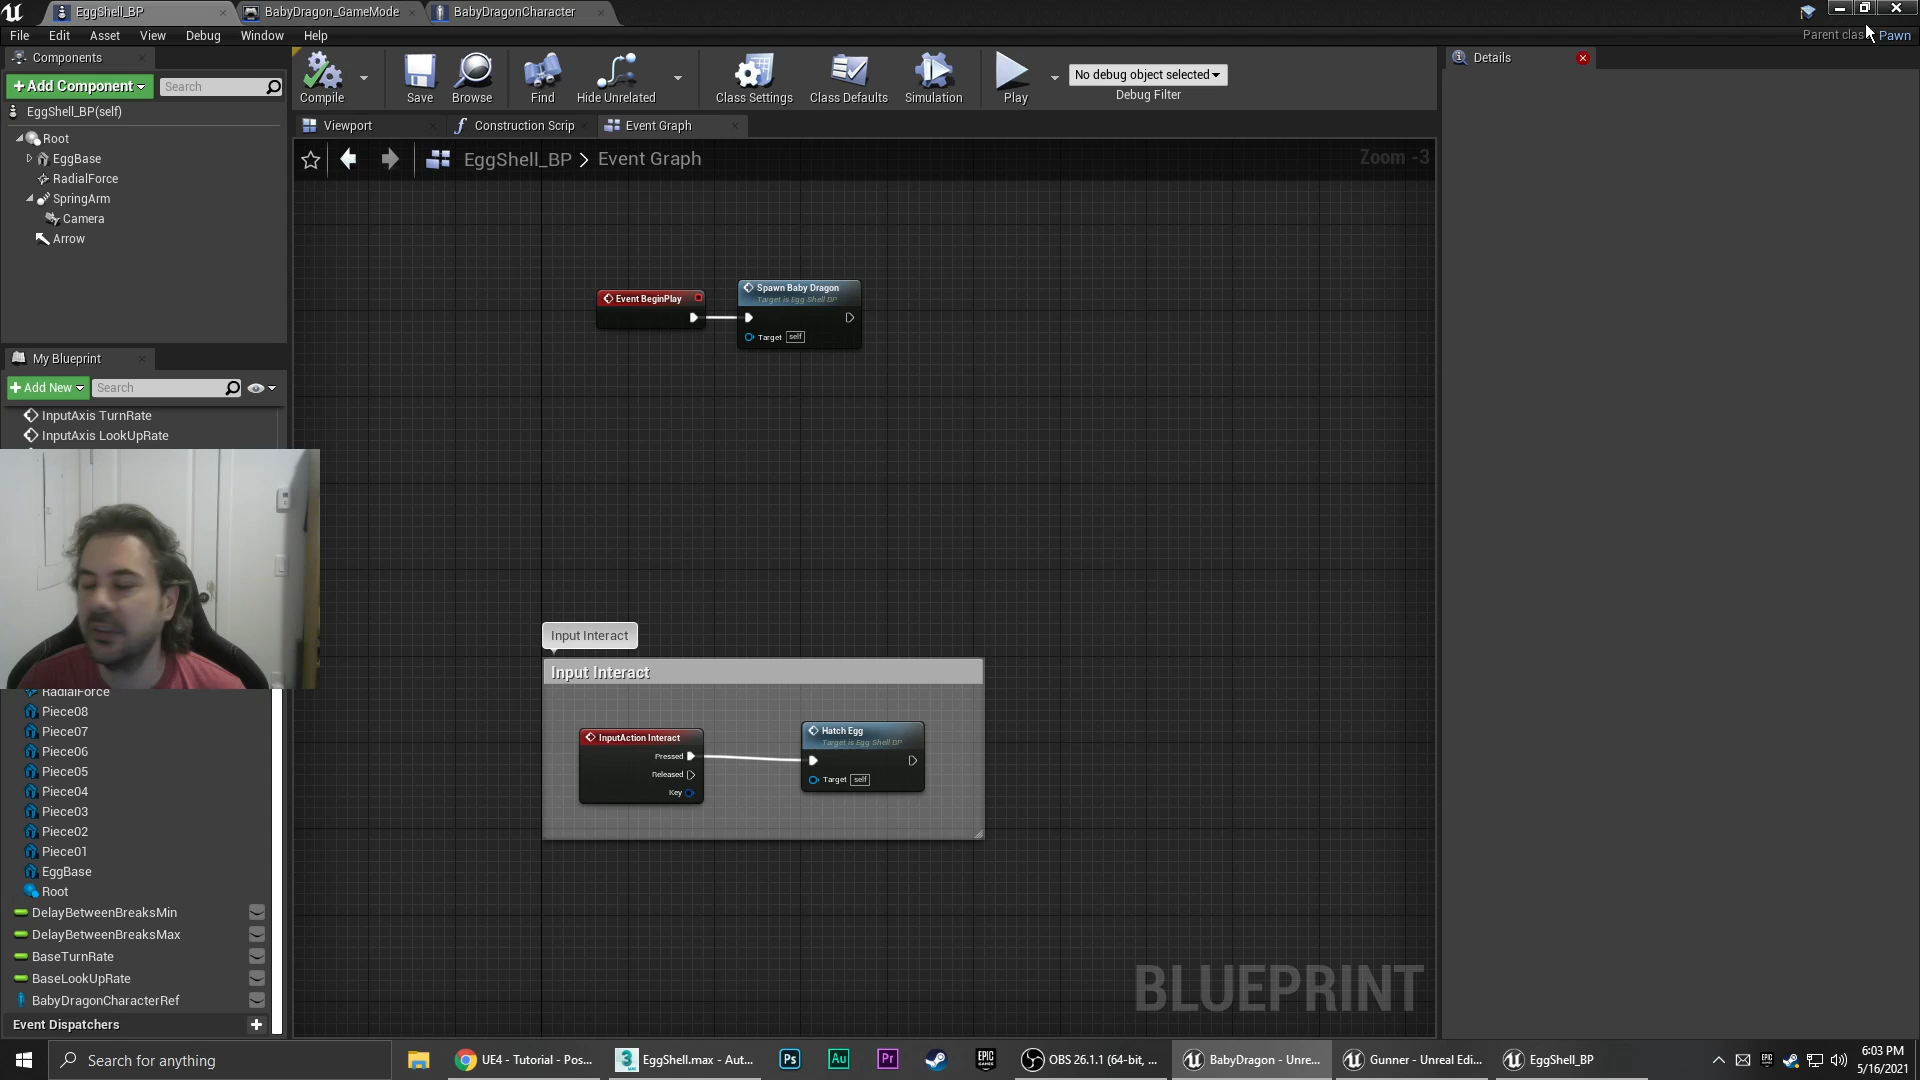 EggShell_BP
BabyDragon_GameMode
BabyDragonCharacter
File Edit Asset View Debug Window Help
Parent clas Pawn
Components
+Add Component
Search
EggShell_BP(self)
Root
EggBase
RadialForce
SpringArm
Camera
Arrow
My Blueprint
+Add New
Search
InputAxis TurnRate
InputAxis LookUpRate
RadialForce
Piece08
Piece07
Piece06
Piece05
Piece04
Piece03
Piece02
Piece01
EggBase
Root
DelayBetweenBreaksMin
DelayBetweenBreaksMax
BaseTurnRate
BaseLookUpRate
BabyDragonCharacterRef
Event Dispatchers
Compile
Save
Browse
Find
Hide Unrelated
Class Settings
Class Defaults
Simulation
Play
No debug object selected
Debug Filter
Viewport
Construction Scrip
Event Graph
EggShell_BP > Event Graph
Zoom -3
Event BeginPlay
Spawn Baby Dragon
Target is Egg Shell BP
Target self
Input Interact
Input Interact
InputAction Interact
Pressed
Released
Key
Hatch Egg
Target is Egg Shell BP
Target self
BLUEPRINT
Details
Search for anything
UE4 - Tutorial - Pos...
EggShell.max - Aut...
Ps
Au
Pr
EPIC
GAMES
OBS 26.1.1 (64-bit, ...
BabyDragon - Unre...
Gunner - Unreal Edi...
EggShell_BP
6:03 PM
5/16/2021